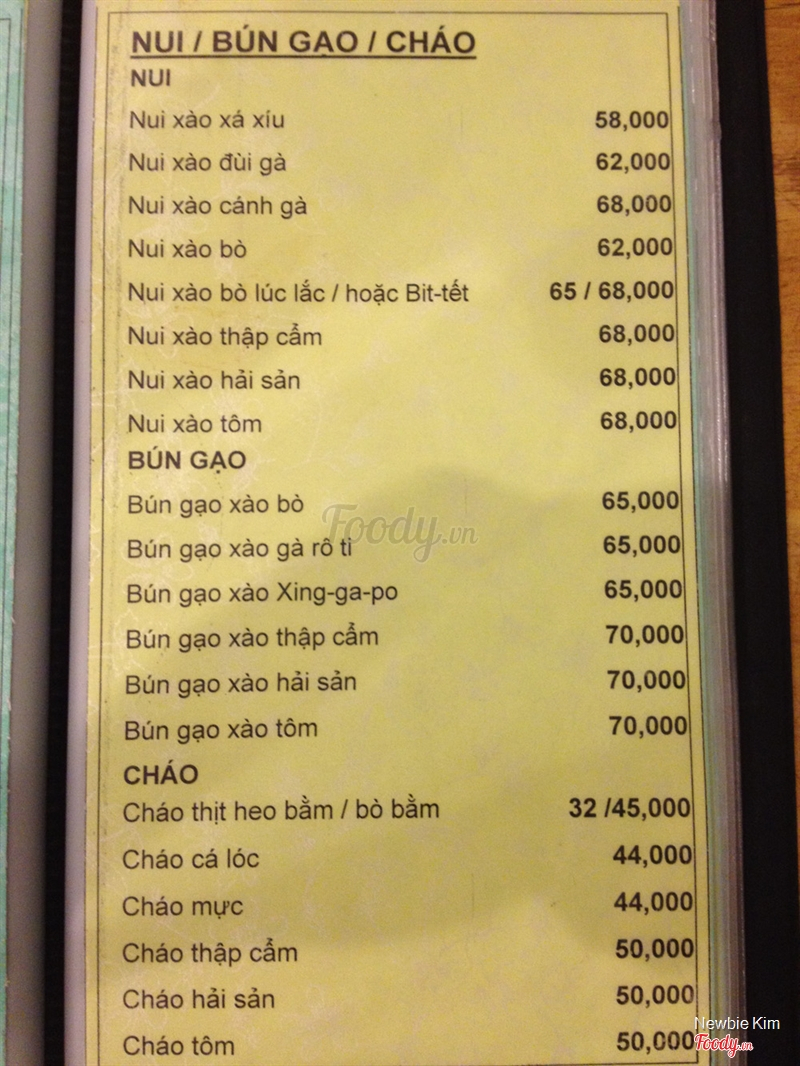 NUI / BÚN GẠO / CHÁO
NUI
Nui xào xá xíu 58,000
Nui xào đùi gà 62,000
Nui xào cánh gà 68,000
Nui xào bò 62,000
Nui xào bò lúc lắc / hoặc Bit-tết 65 / 68,000
Nui xào thập cẩm 68,000
Nui xào hải sản 68,000
Nui xào tôm 68,000
BÚN GẠO
Bún gạo xào bò 65,000
Foody.vn
Bún gạo xào gà rô ti 65,000
Bún gạo xào Xing-ga-po 65,000
Bún gạo xào thập cẩm 70,000
Bún gạo xào hải sản 70,000
Bún gạo xào tôm 70,000
CHÁO
Cháo thịt heo bằm / bò bằm 32 /45,000
Cháo cá lóc 44,000
Cháo mực 44,000
Cháo thập cẩm 50,000
Cháo hải sản 50,000
Newbie Kim
Cháo tôm 50,000
Foody.vn